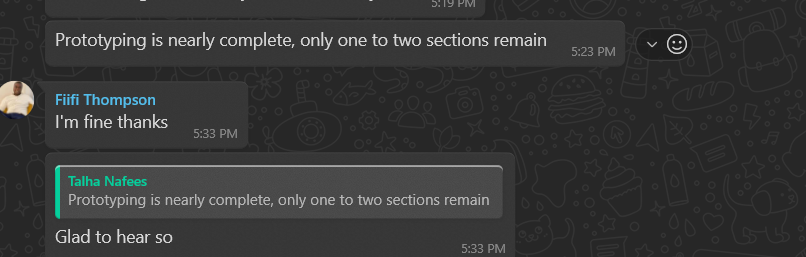 5:19 PM
Prototyping is nearly complete, only one to two sections remain
5:23 PM
Fiifi Thompson
I'm fine thanks
5:33 PM
Talha Nafees
Prototyping is nearly complete, only one to two sections remain
Glad to hear so
5:33 PM